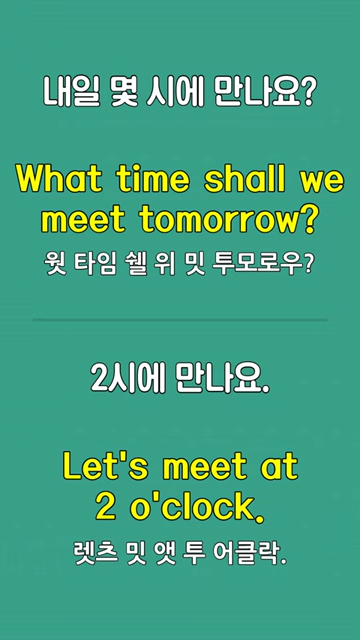 내일 몇 시에 만나요?
What time shall we
meet tomorrow?
웟 타임 쉘 위 밋 투모로우?
2시에 만나요.
Let's meet at
2 o'clock.
렛츠 밋 앳 투 어클락.